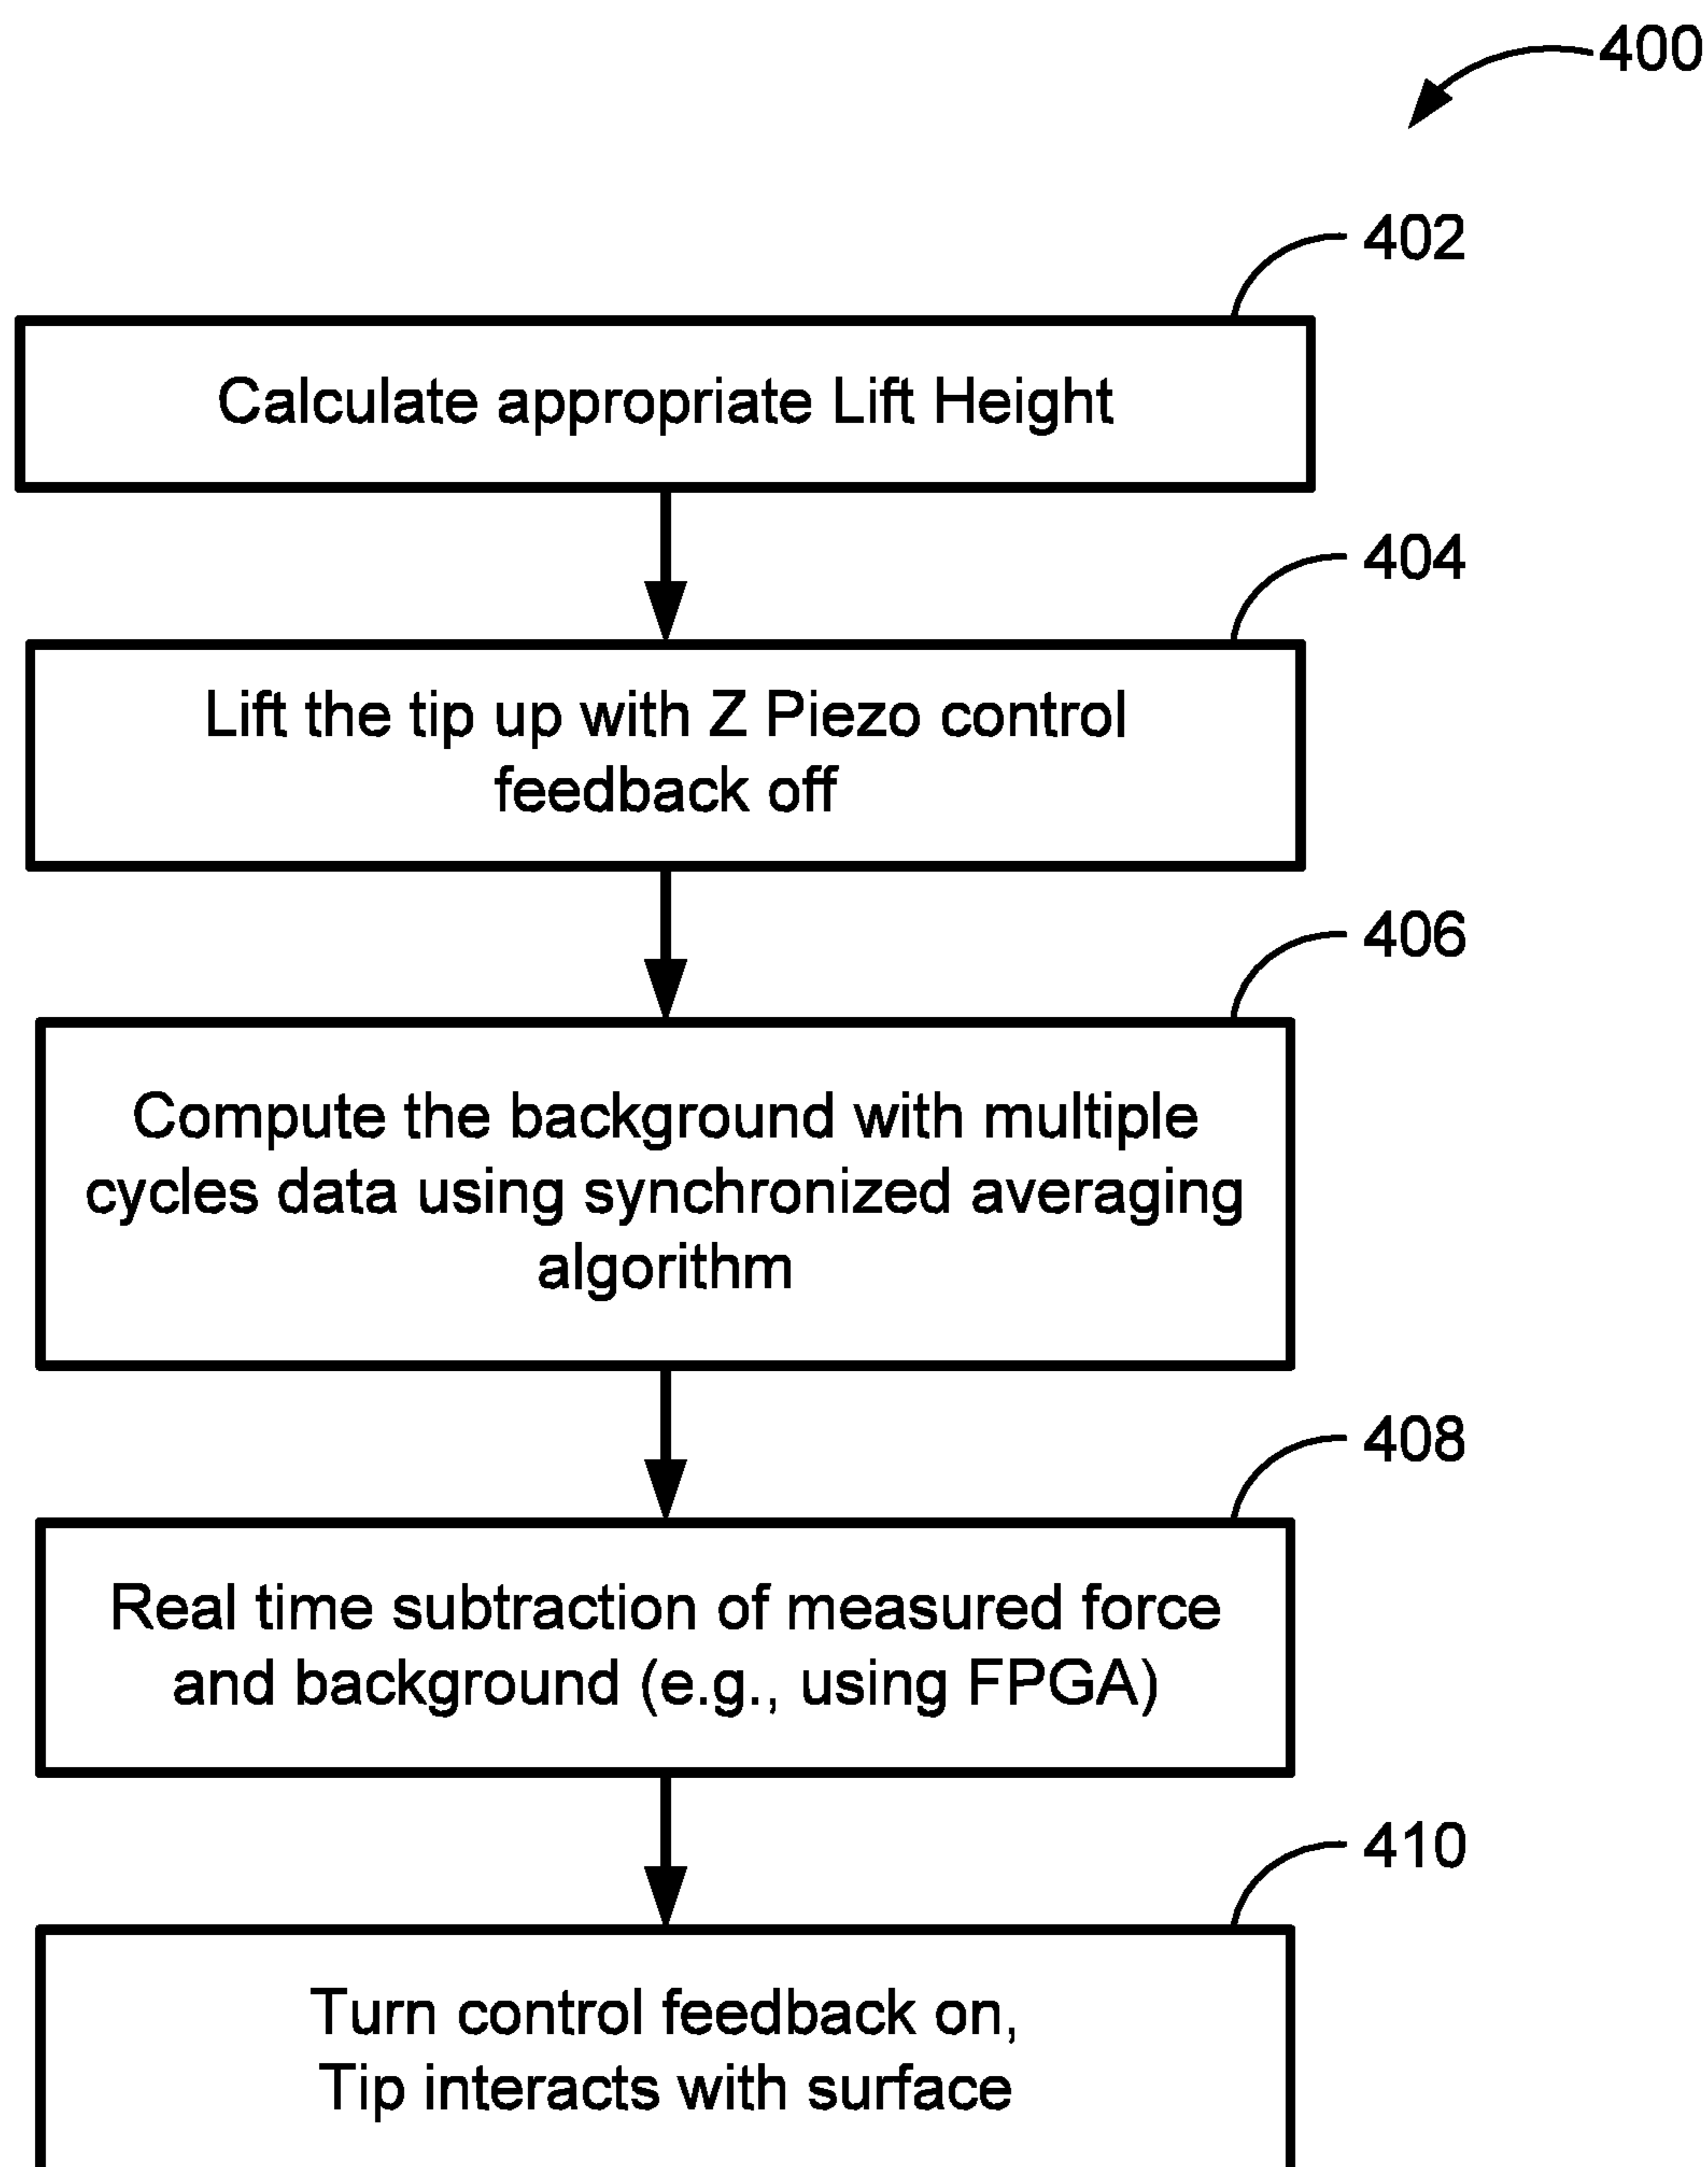 400
402
Calculate appropriate Lift Height
404
Lift the tip up with Z Piezo control
feedback off
406
Compute the background with multiple
cycles data using synchronized averaging
algorithm
408
Real time subtraction of measured force
and background (e.g., using FPGA)
410
Turn control feedback on,
Tip interacts with surface